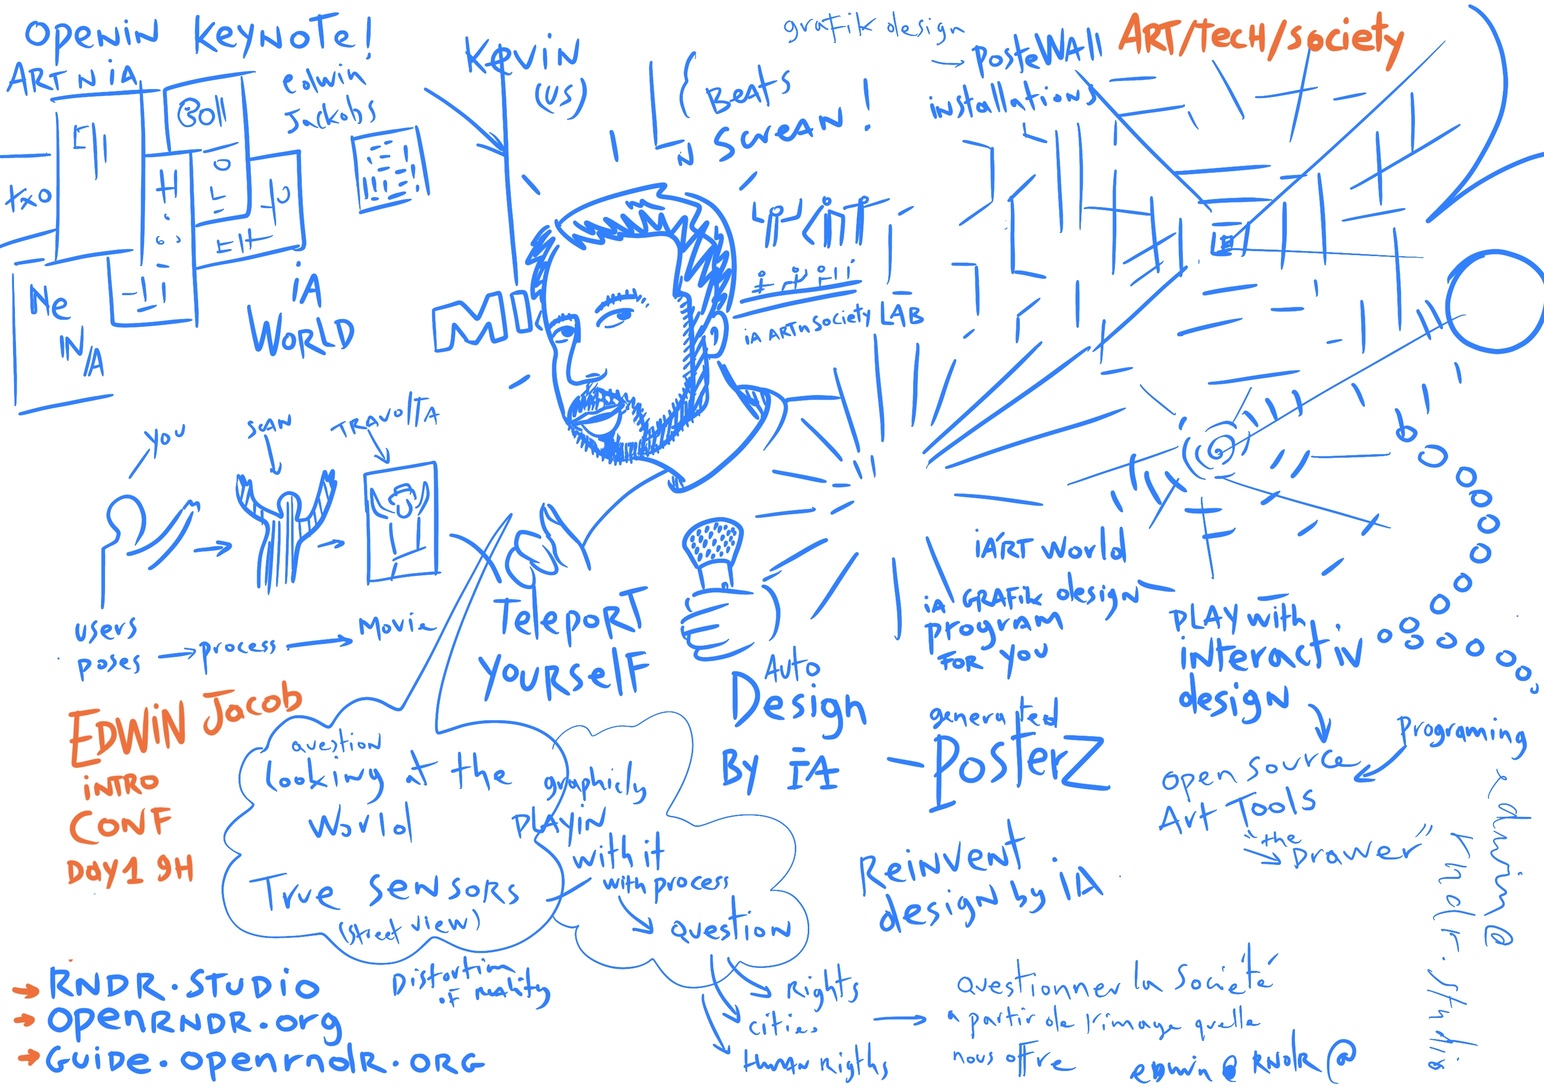 OPENIN KEYNOTE!
ART N iA
edwin
Jackobs
Boll
txo
Ne
IN/A
iA
WORLD
KEVIN
(US)
BEATS
N SCREAN!
grafik design
→ POSTEWALL
installations
ART/tecH/society
MI
iA ARTnSociety LAB
YOU
SCAN
TRAVOLTA
users
poses → process → Movie
TELEPORT
YOURSELF
EDWIN Jacob
iNTRO
CONF
DAY1 9H
question
looking at the
World
TRUE SENSORS
(street view)
Distortion
of reality
graphicly
PLAYIN
with it
with process
QUESTION
Rights
cities
HUMAN Rigths
AUTO
Design
By IA
generated
PosterZ
iA'RT World
iA GRAFik design
program
FOR YOU
PLAY with
interactiv
design
Programing
open source
Art Tools
"the
DRAWER"
Reinvent
design by iA
Questionner la Société
a partir de l'image quelle
nous offre
edwin @ RNDR @
edwin@
rndr.studio
→ RNDR.STUDIO
→ openRNDR.org
→ GUIDE.openrndR.ORG